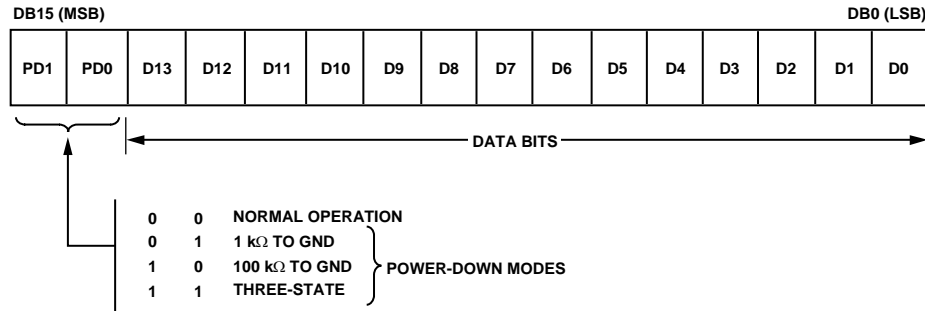 DB15 (MSB) DB0 (LSB)
PD1 PD0 D13 D12 D11 D10 D9 D8 D7 D6 D5 D4 D3 D2 D1 D0
DATA BITS
0 0 NORMAL OPERATION
0 1 1 kΩ TO GND
1 0 100 kΩ TO GND
1 1 THREE-STATE
POWER-DOWN MODES